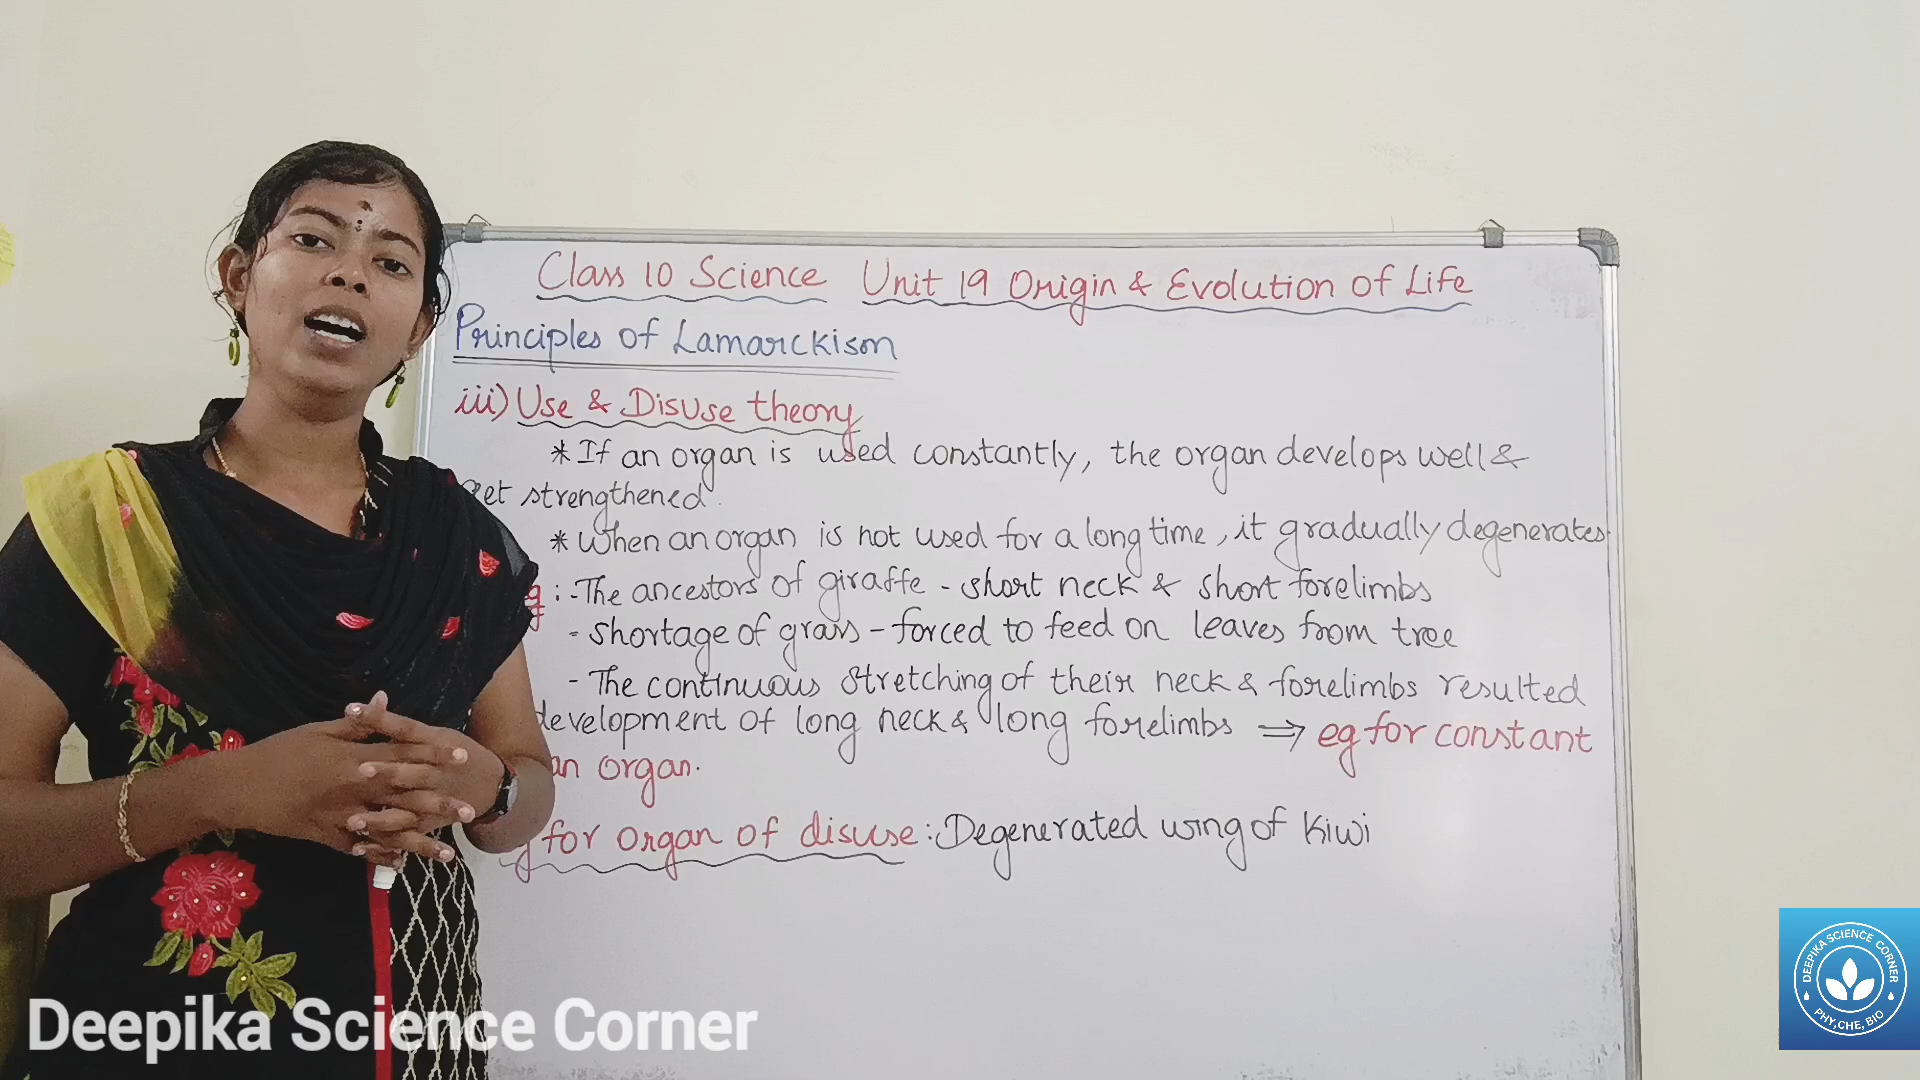 Class 10 Science Unit 19 Origin & Evolution of Life
Principles of Lamarckism
iii) Use & Disuse theory
* If an organ is used constantly, the organ develops well &
get strengthened.
* When an organ is not used for a long time, it gradually degenerates.
g : - The ancestors of giraffe - short neck & short forelimbs
- shortage of grass - forced to feed on leaves from tree
- The continuous stretching of their neck & forelimbs resulted
development of long neck & long forelimbs ⇒ eg for constant
an organ.
g for organ of disuse : Degenerated wing of Kiwi
DEEPIKA SCIENCE CORNER
PHY, CHE, BIO
Deepika Science Corner